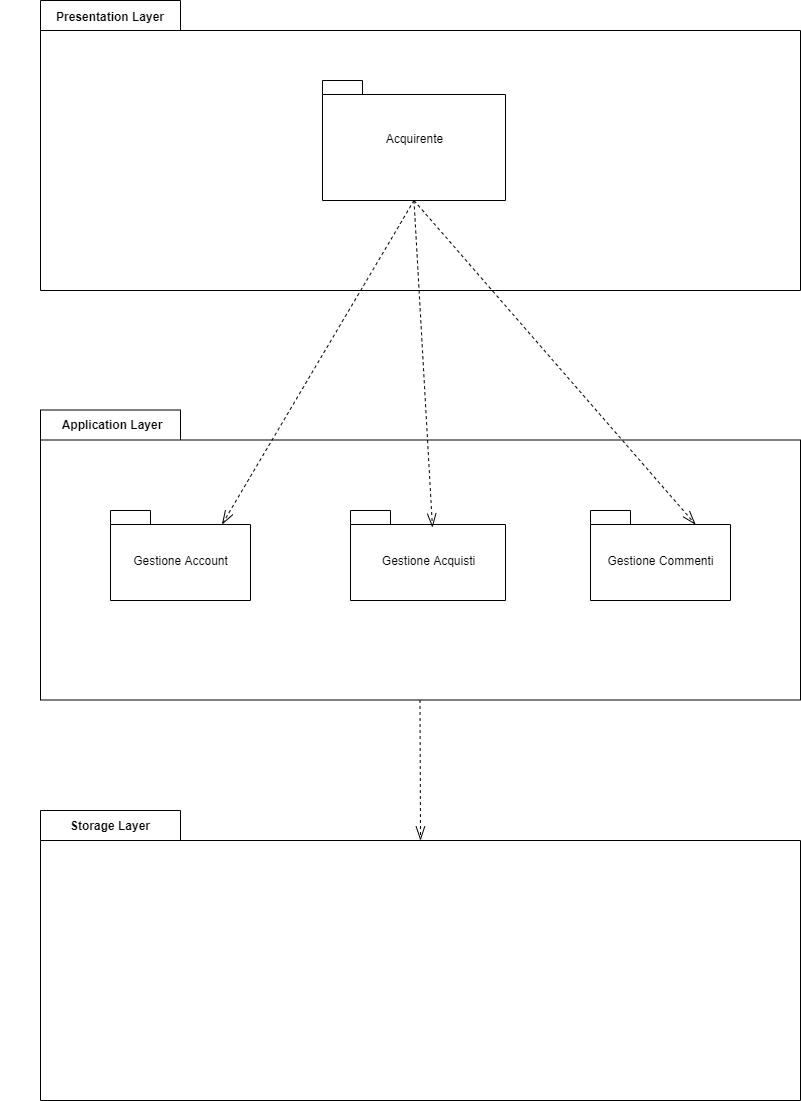 Presentation Layer
Acquirente
Application Layer
Gestione Account
Gestione Acquisti
Gestione Commenti
Storage Layer